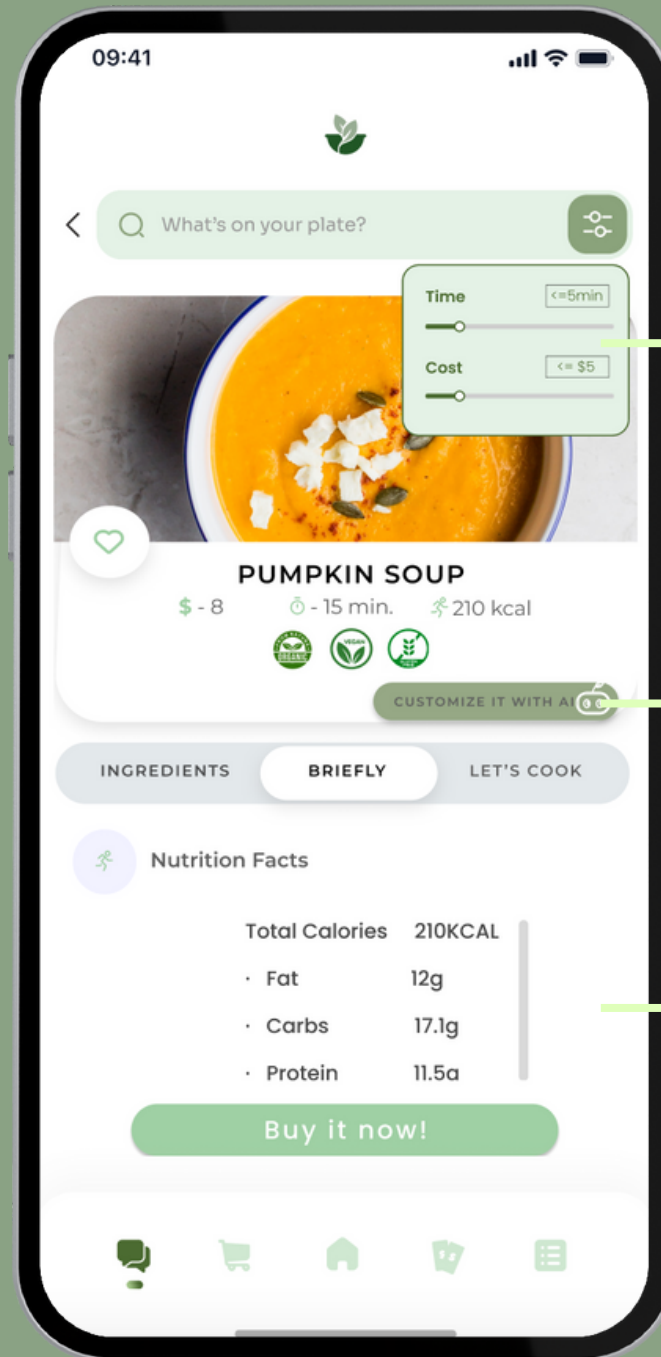 09:41
What's on your plate?
Time <=5min
Cost <= $5
PUMPKIN SOUP
$ - 8 - 15 min. 210 kcal
ORGANIC VEGAN
CUSTOMIZE IT WITH AI
INGREDIENTS BRIEFLY LET'S COOK
Nutrition Facts
Total Calories 210KCAL
· Fat 12g
· Carbs 17.1g
· Protein 11.5g
Buy it now!